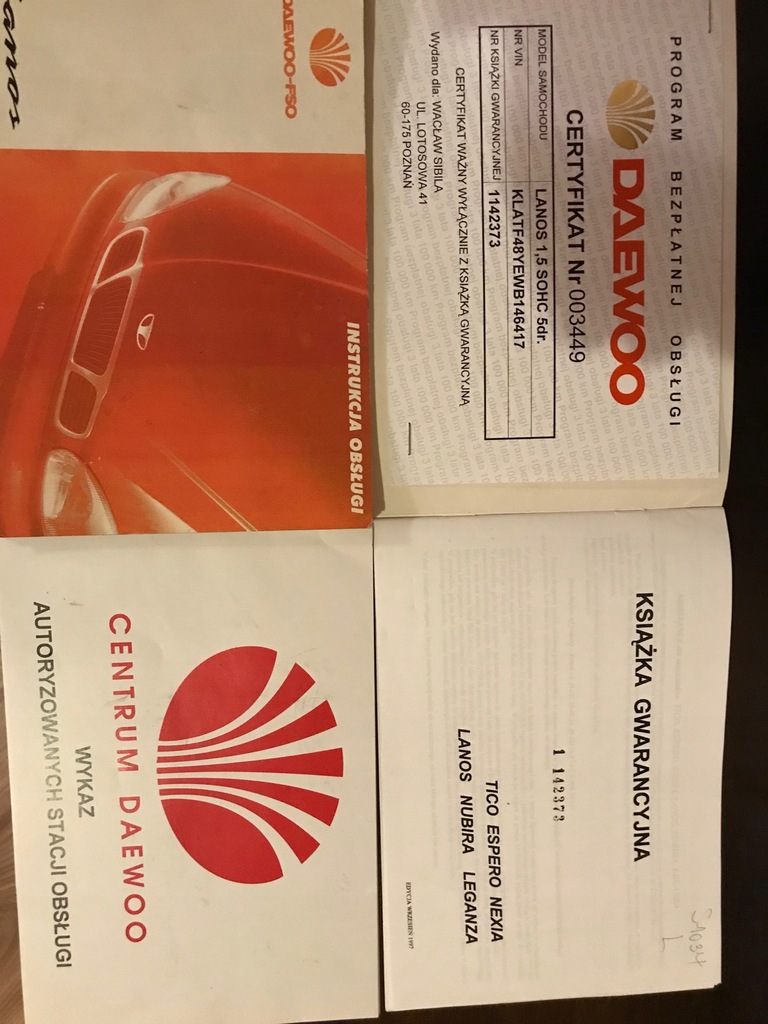 PROGRAM BEZPŁATNEJ OBSŁUGI
DAEWOO
CERTYFIKAT Nr 003449
MODEL SAMOCHODU LANOS 1,5 SOHC 5dr.
NR VIN KLATF48YEWB146417
NR KSIĄŻKI GWARANCYJNEJ 1142373
CERTYFIKAT WAŻNY WYŁĄCZNIE Z KSIĄŻKĄ GWARANCYJNĄ
Wydano dla: WACŁAW SIBILA
UL. LOTOSOWA 41
60-175 POZNAŃ
KSIĄŻKA GWARANCYJNA
1 142373
TICO ESPERO NEXIA
LANOS NUBIRA LEGANZA
EDYCJA WRZESIEŃ 1997
DAEWOO-FSO
anos
INSTRUKCJA OBSŁUGI
CENTRUM DAEWOO
WYKAZ
AUTORYZOWANYCH STACJI OBSŁUGI